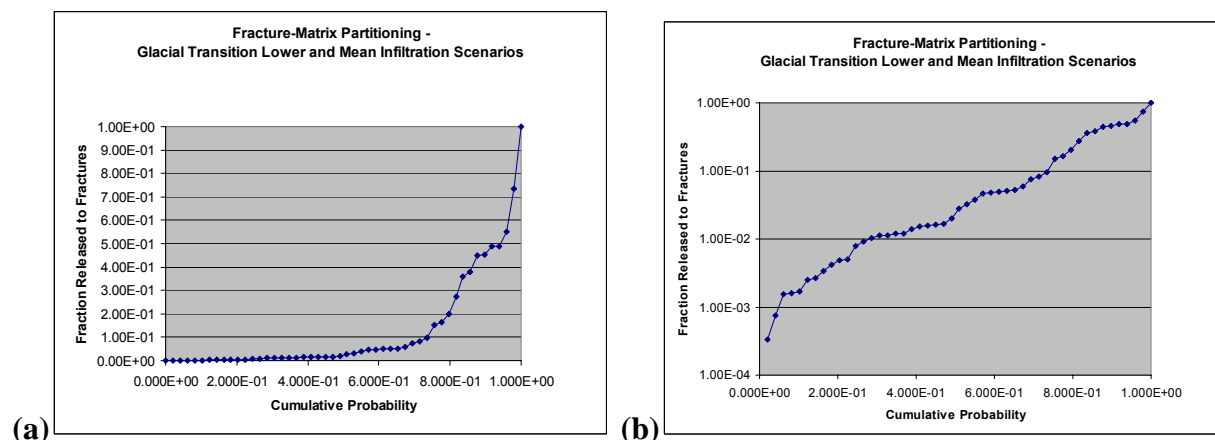 Fracture-Matrix Partitioning -
Glacial Transition Lower and Mean Infiltration Scenarios
Fraction Released to Fractures
1.00E+00
9.00E-01
8.00E-01
7.00E-01
6.00E-01
5.00E-01
4.00E-01
3.00E-01
2.00E-01
1.00E-01
0.00E+00
0.000E+00 2.000E-01 4.000E-01 6.000E-01 8.000E-01 1.000E+00
Cumulative Probability
(a)
Fracture-Matrix Partitioning -
Glacial Transition Lower and Mean Infiltration Scenarios
Fraction Released to Fractures
1.00E+00
1.00E-01
1.00E-02
1.00E-03
1.00E-04
0.000E+00 2.000E-01 4.000E-01 6.000E-01 8.000E-01 1.000E+00
Cumulative Probability
(b)